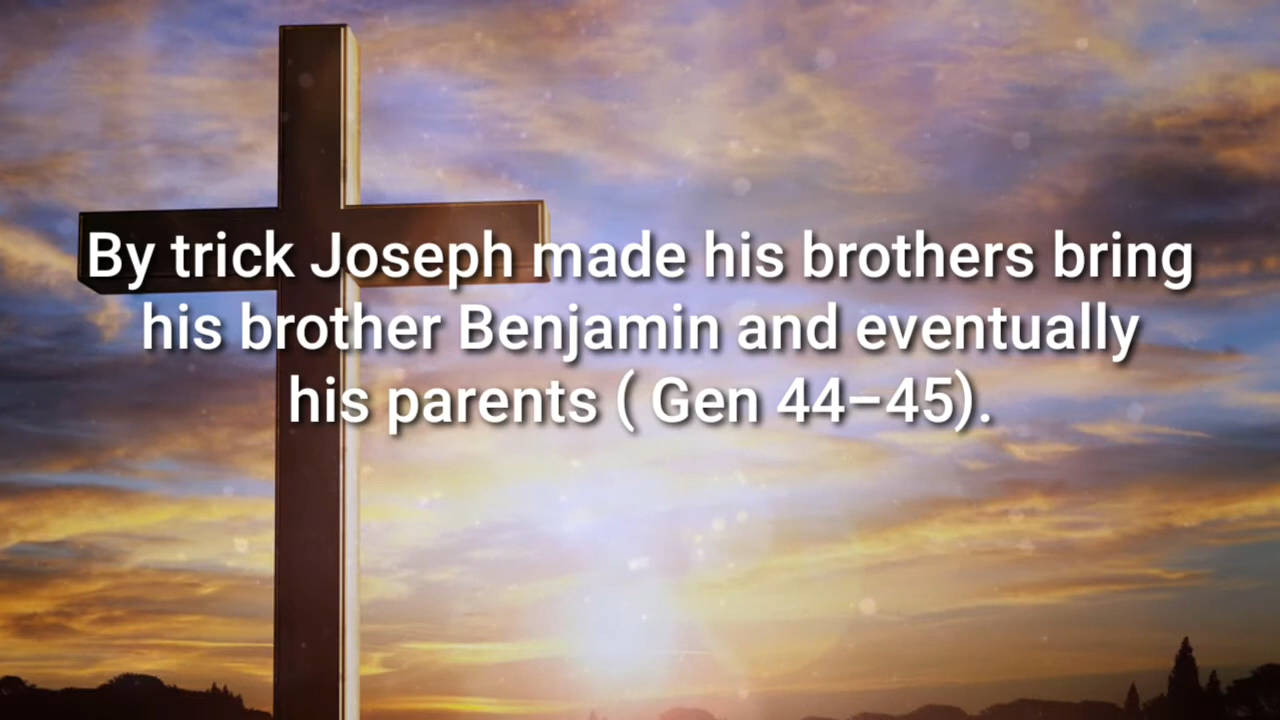 By trick Joseph made his brothers bring
his brother Benjamin and eventually
his parents ( Gen 44–45).